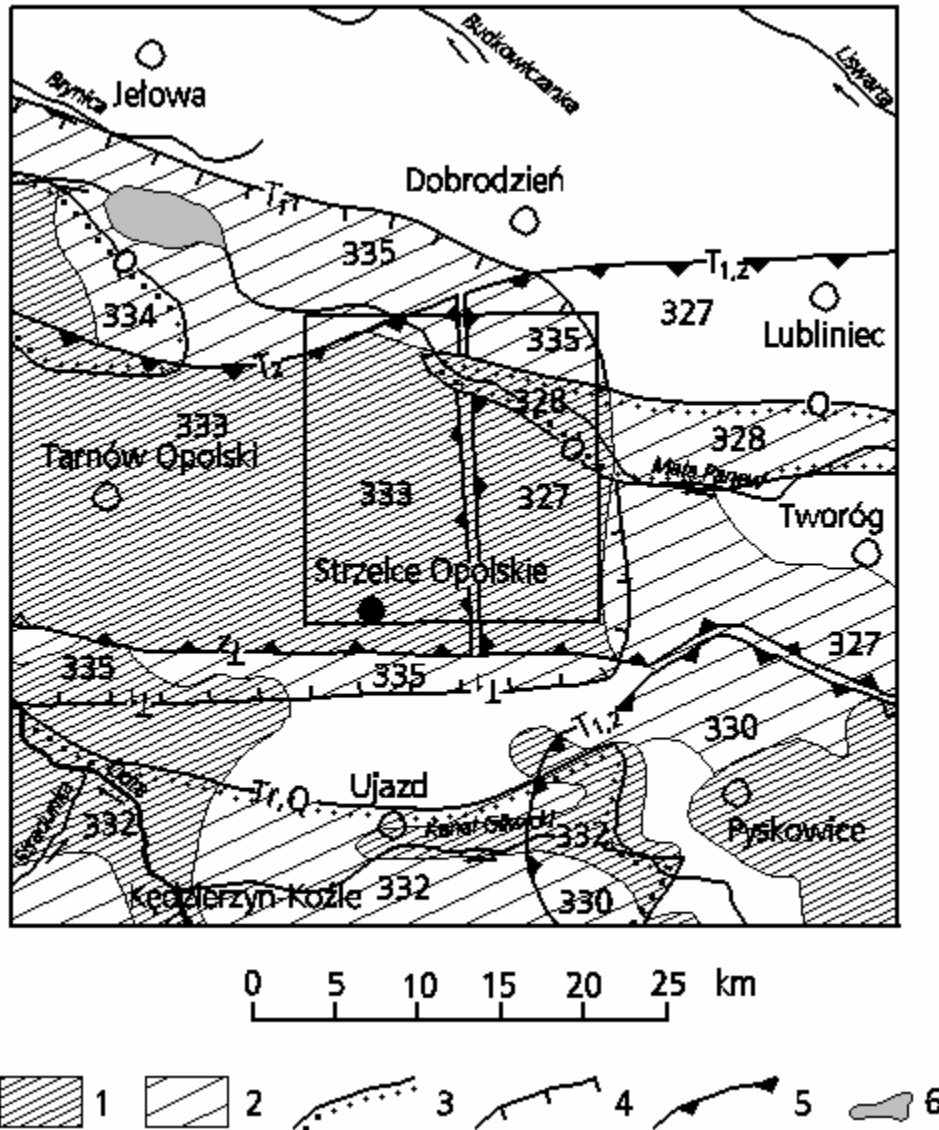 Budkowiczanka
Liswarta
Brynica
Jełowa
Dobrodzień
T1
335
T1,2
334
327
Lubliniec
335
T2
328
Q
333
Tarnów Opolski
328
Mała Panew
333
327
Tworóg
Strzelce Opolskie
327
335
335
T1,2
330
Odra
Tr,Q
Ujazd
Kanał Gliwicki
332
332
Pyskowice
Kędzierzyn-Koźle
332
330
0 5 10 15 20 25 km
1 2 3 4 5 6